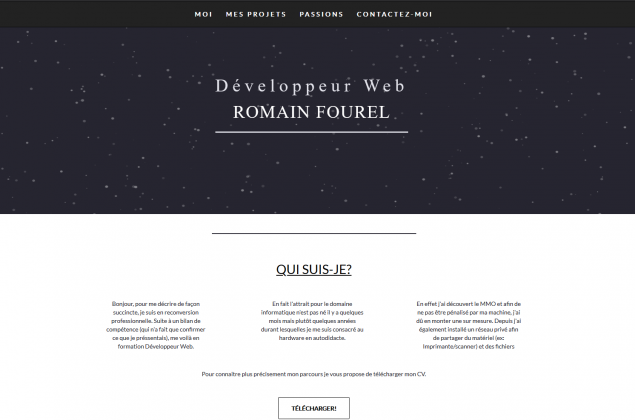 MOI MES PROJETS PASSIONS CONTACTEZ-MOI
Développeur Web
ROMAIN FOUREL
QUI SUIS-JE?
Bonjour, pour me décrire de façon
succincte, je suis en reconversion
professionelle. Suite à un bilan de
compétence (qui n'a fait que confirmer
ce que je préssentais), me voilà en
formation Développeur Web.
En fait l'attrait pour le domaine
informatique n'est pas né il y a quelques
mois mais plutôt quelques années
durant lesquelles je me suis consacré au
hardware en autodidacte.
En effet j'ai découvert le MMO et afin de
ne pas être pénalisé par ma machine, j'ai
dû en monter une sur mesure. Depuis j'ai
également installé un réseau privé afin
de partager du matériel (ex:
Imprimante/scanner) et des fichiers
Pour connaître plus précisement mon parcours je vous propose de télécharger mon CV.
TÉLÉCHARGER!